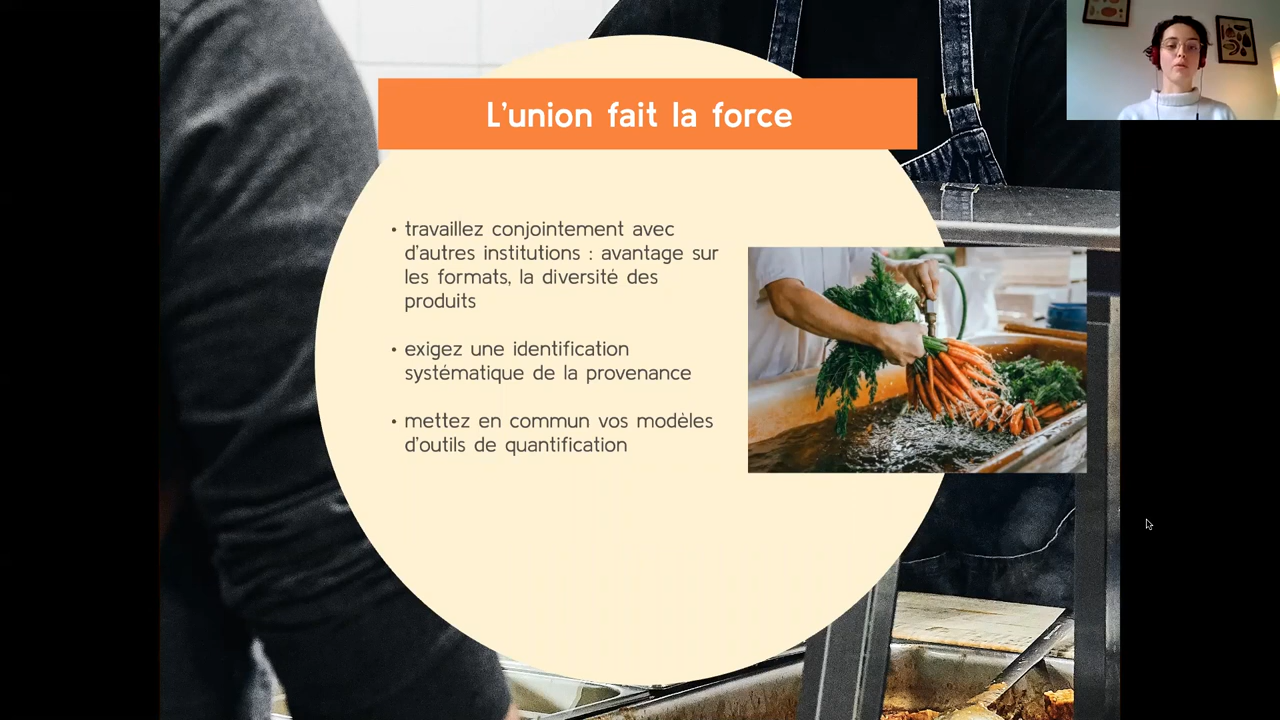 L'union fait la force
• travaillez conjointement avec
d'autres institutions : avantage sur
les formats, la diversité des
produits
• exigez une identification
systématique de la provenance
• mettez en commun vos modèles
d'outils de quantification